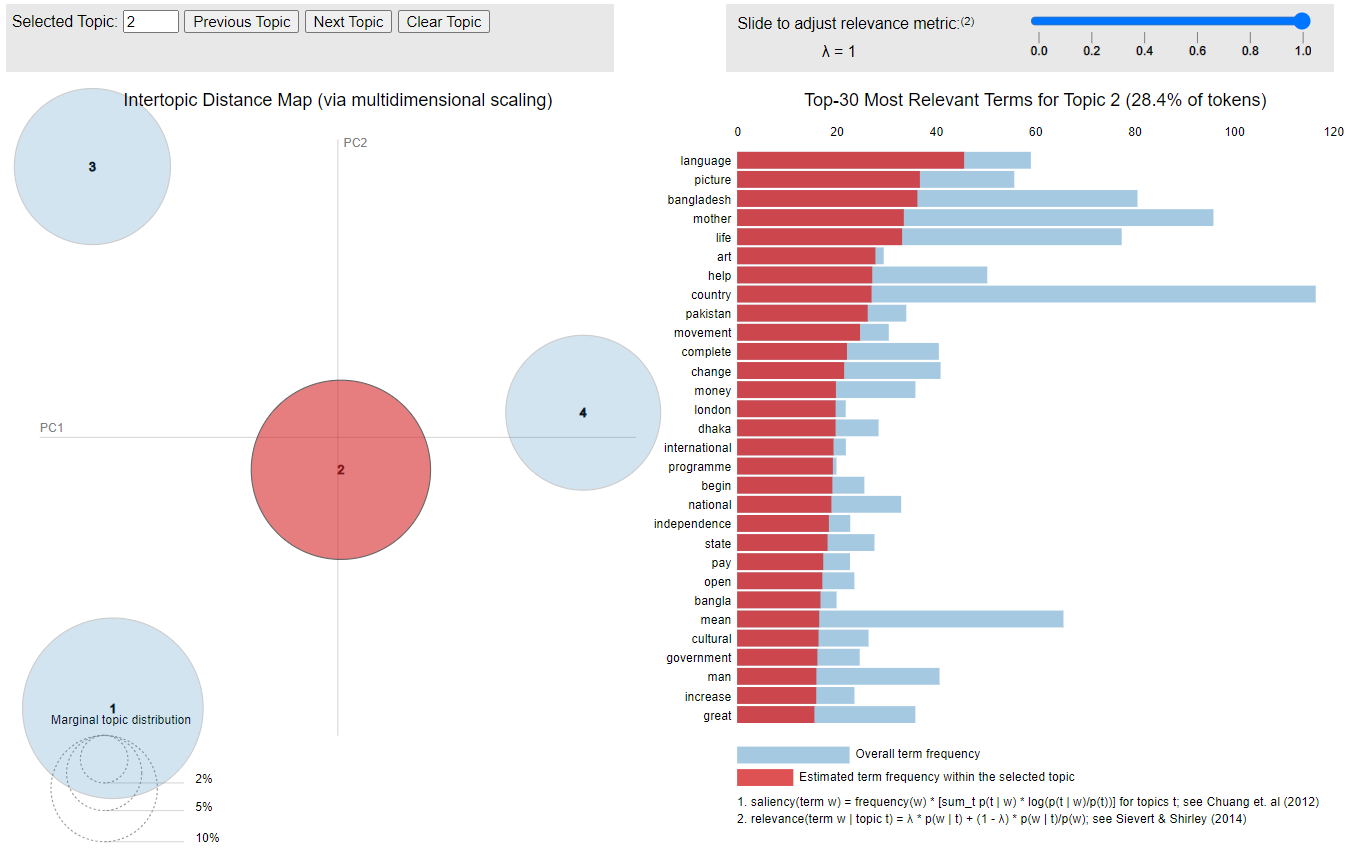 Selected Topic: 2 Previous Topic Next Topic Clear Topic
Slide to adjust relevance metric:(2)
λ = 1
0.0 0.2 0.4 0.6 0.8 1.0
Intertopic Distance Map (via multidimensional scaling)
PC2
PC1
3
4
2
1
Marginal topic distribution
2%
5%
10%
Top-30 Most Relevant Terms for Topic 2 (28.4% of tokens)
0 20 40 60 80 100 120
language
picture
bangladesh
mother
life
art
help
country
pakistan
movement
complete
change
money
london
dhaka
international
programme
begin
national
independence
state
pay
open
bangla
mean
cultural
government
man
increase
great
Overall term frequency
Estimated term frequency within the selected topic
1. saliency(term w) = frequency(w) * [sum_t p(t | w) * log(p(t | w)/p(t))] for topics t; see Chuang et. al (2012)
2. relevance(term w | topic t) = λ * p(w | t) + (1 - λ) * p(w | t)/p(w); see Sievert & Shirley (2014)